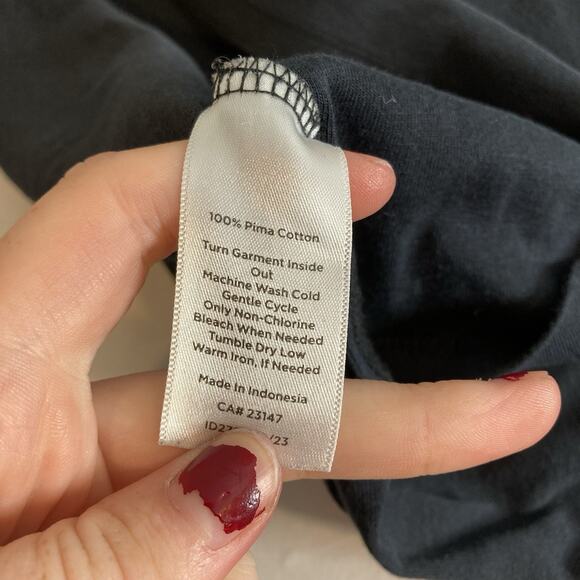 100% Pima Cotton
Turn Garment Inside
Out
Machine Wash Cold
Gentle Cycle
Only Non-Chlorine
Bleach When Needed
Tumble Dry Low
Warm Iron, If Needed
Made In Indonesia
CA# 23147